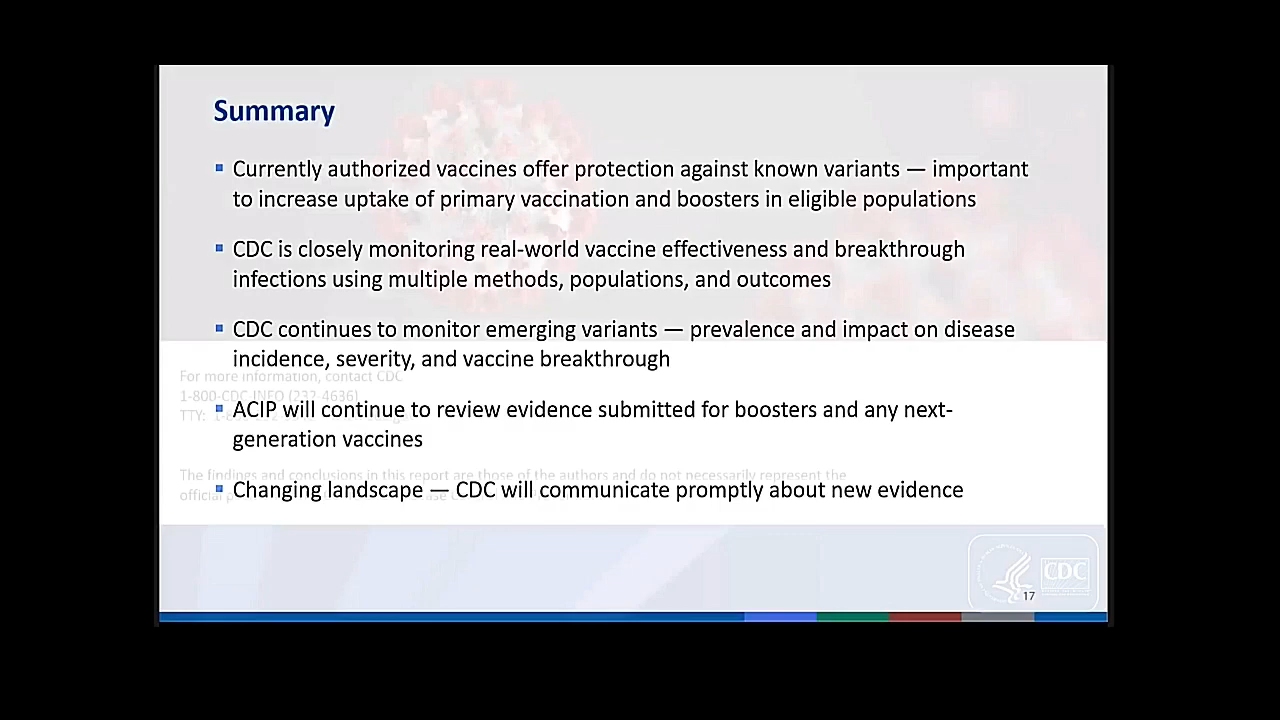 Summary
Currently authorized vaccines offer protection against known variants — important
to increase uptake of primary vaccination and boosters in eligible populations
CDC is closely monitoring real-world vaccine effectiveness and breakthrough
infections using multiple methods, populations, and outcomes
CDC continues to monitor emerging variants — prevalence and impact on disease
incidence, severity, and vaccine breakthrough
For more information, contact CDC
1-800-CDC-INFO (232-4636)
TTY:
ACIP will continue to review evidence submitted for boosters and any next-
generation vaccines
The findings and conclusions in this report are those of the authors and do not necessarily represent the
official
Changing landscape — CDC will communicate promptly about new evidence
CDC
17